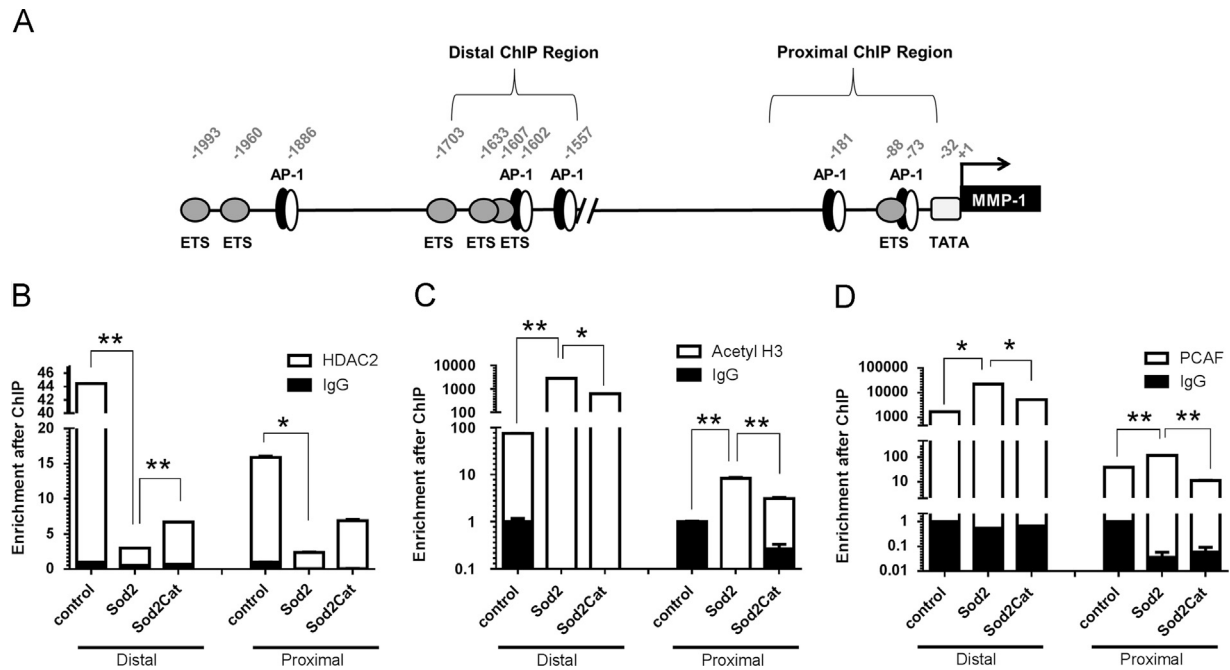 A
Distal ChIP Region
Proximal ChIP Region
-1993
-1960
-1886
-1703
-1633
-1607
-1602
-1557
-181
-88
-73
-32
+1
AP-1
AP-1
AP-1
AP-1
AP-1
MMP-1
ETS
ETS
ETS
ETS
ETS
ETS
TATA
B
Enrichment after ChIP
46
44
42
40
20
15
10
5
0
**
**
*
HDAC2
IgG
control
Sod2
Sod2Cat
control
Sod2
Sod2Cat
Distal
Proximal
C
Enrichment after ChIP
10000
1000
100
100
10
1
0.1
**
*
**
**
Acetyl H3
IgG
control
Sod2
Sod2Cat
control
Sod2
Sod2Cat
Distal
Proximal
D
Enrichment after ChIP
100000
10000
1000
100
10
1
0.1
0.01
*
*
**
**
PCAF
IgG
control
Sod2
Sod2Cat
control
Sod2
Sod2Cat
Distal
Proximal